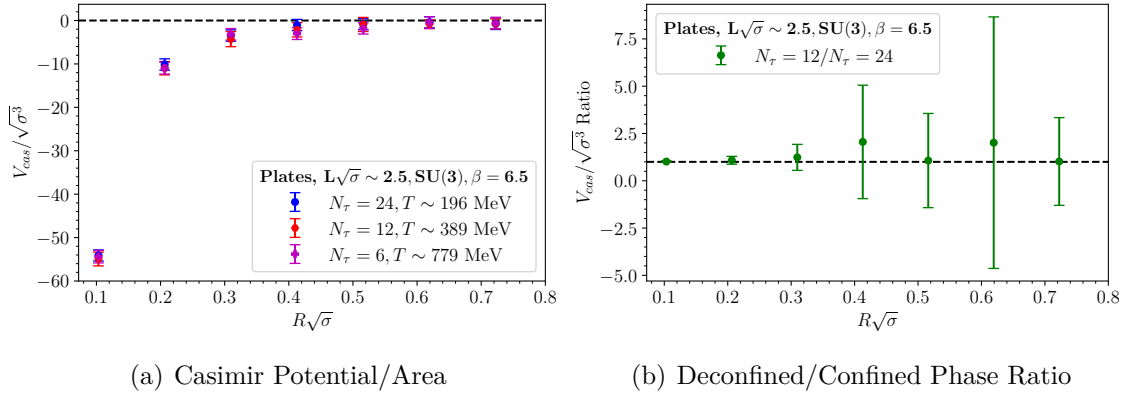 0
−10
−20
−30
−40
−50
−60
V_cas/√σ³
Plates, L√σ ∼ 2.5, SU(3), β = 6.5
N_τ = 24, T ∼ 196 MeV
N_τ = 12, T ∼ 389 MeV
N_τ = 6, T ∼ 779 MeV
0.1 0.2 0.3 0.4 0.5 0.6 0.7 0.8
R√σ
(a) Casimir Potential/Area
7.5
5.0
2.5
0.0
−2.5
−5.0
V_cas/√σ³ Ratio
Plates, L√σ ∼ 2.5, SU(3), β = 6.5
N_τ = 12/N_τ = 24
0.1 0.2 0.3 0.4 0.5 0.6 0.7 0.8
R√σ
(b) Deconfined/Confined Phase Ratio